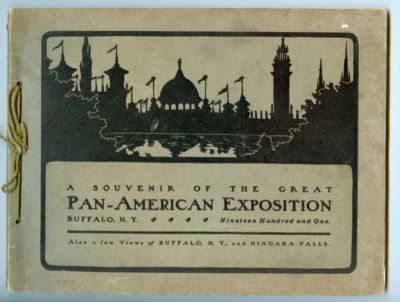 A SOUVENIR OF THE GREAT
PAN-AMERICAN EXPOSITION
BUFFALO, N.Y. Nineteen Hundred and One.
Also a few Views of BUFFALO, N.Y., and NIAGARA FALLS.